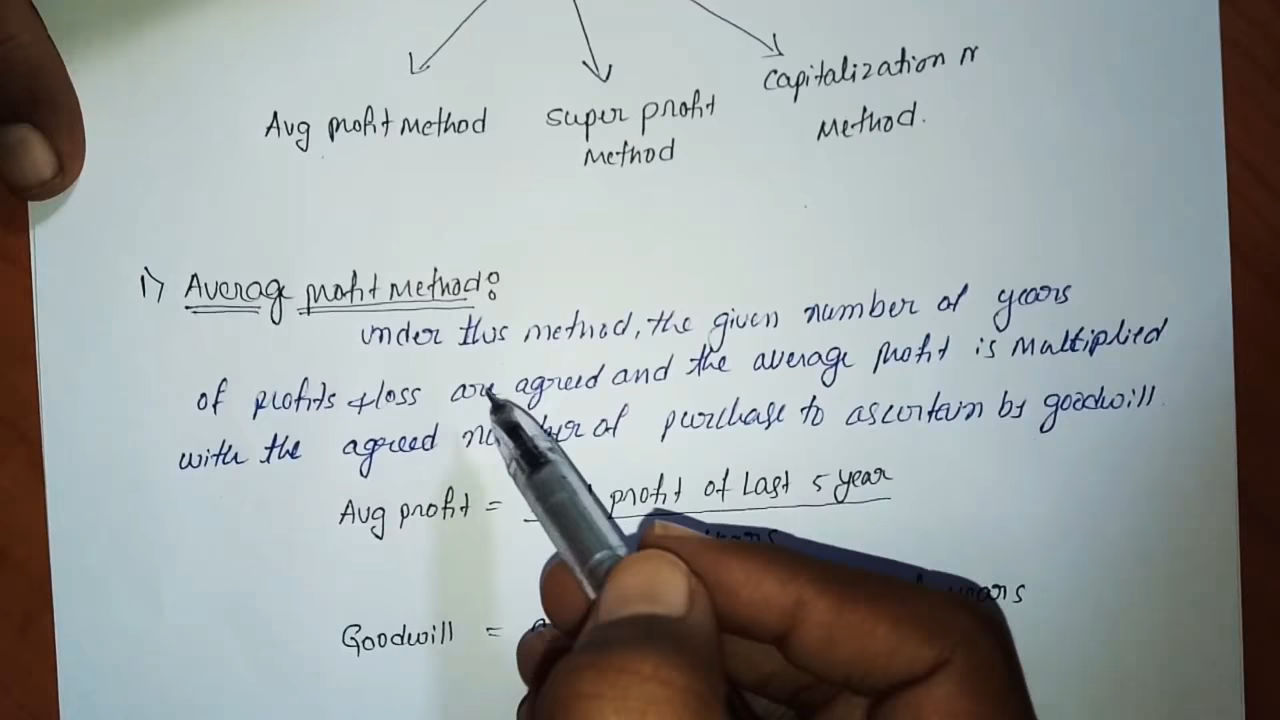 Avg profit Method
Super profit
Method
Capitalization
Method.
1) Average profit Method:
under this method, the given number of years
of profits & loss are agreed and the average profit is multiplied
with the agreed of purchase to ascertain by goodwill
Avg profit = profit of Last 5 year
Goodwill =